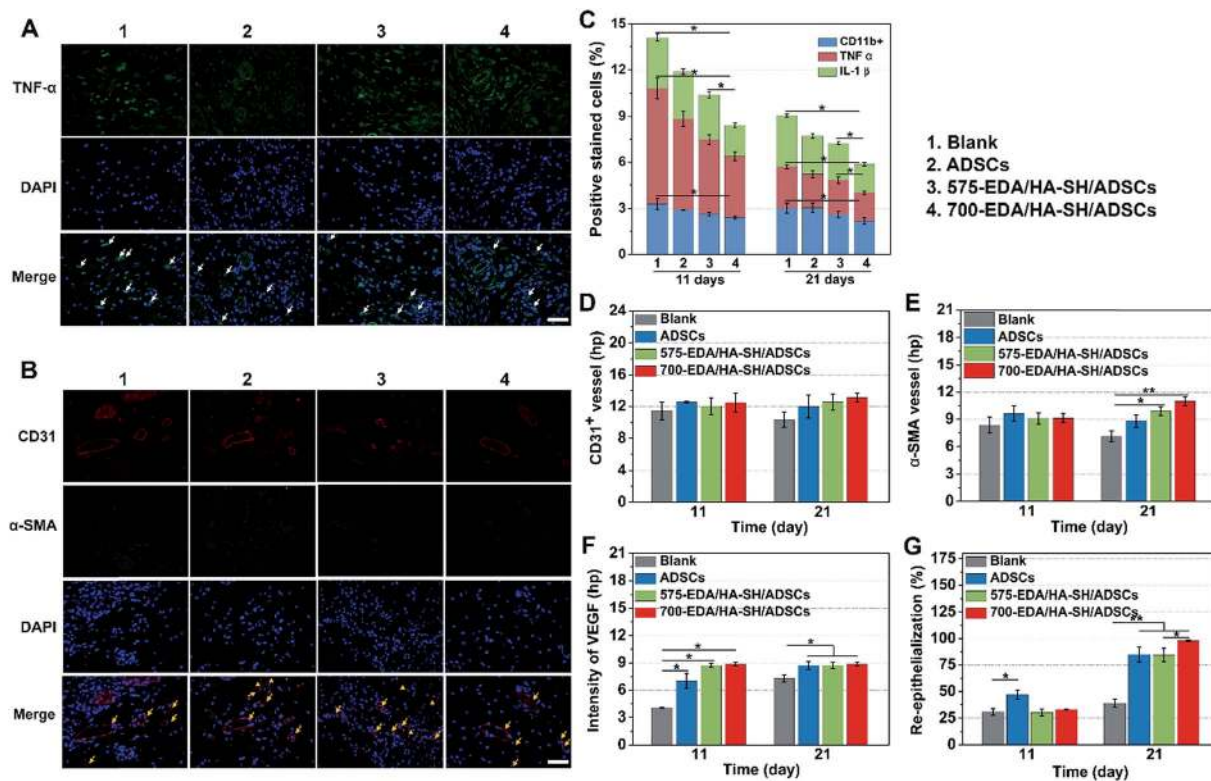 A
1 2 3 4
TNF-α
DAPI
Merge
B
1 2 3 4
CD31
α-SMA
DAPI
Merge
C
Positive stained cells (%)
15
12
9
6
3
0
CD11b+
TNF α
IL-1 β
* * * *
* * * * *
1 2 3 4 1 2 3 4
11 days 21 days
1. Blank
2. ADSCs
3. 575-EDA/HA-SH/ADSCs
4. 700-EDA/HA-SH/ADSCs
D
CD31+ vessel (hp)
24
20
16
12
8
4
0
Blank
ADSCs
575-EDA/HA-SH/ADSCs
700-EDA/HA-SH/ADSCs
11 21
Time (day)
E
α-SMA vessel (hp)
21
18
15
12
9
6
3
0
Blank
ADSCs
575-EDA/HA-SH/ADSCs
700-EDA/HA-SH/ADSCs
**
*
11 21
Time (day)
F
Intensity of VEGF (hp)
21
18
15
12
9
6
3
0
Blank
ADSCs
575-EDA/HA-SH/ADSCs
700-EDA/HA-SH/ADSCs
*
*
*
*
11 21
Time (day)
G
Re-epithelialization (%)
175
150
125
100
75
50
25
0
Blank
ADSCs
575-EDA/HA-SH/ADSCs
700-EDA/HA-SH/ADSCs
*
**
*
11 21
Time (day)